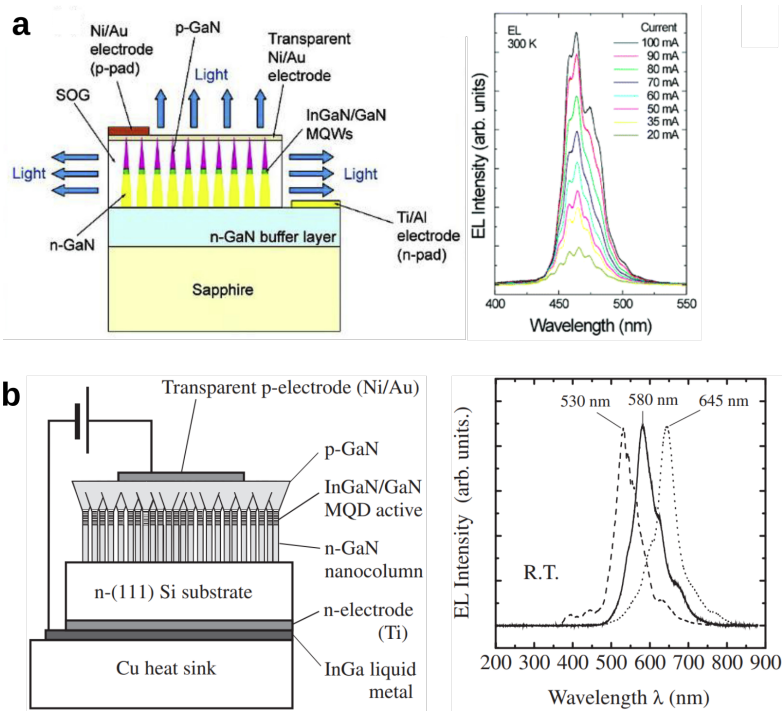 a
Ni/Au
electrode
(p-pad)
p-GaN
Transparent
Ni/Au
electrode
Light
SOG
InGaN/GaN
MQWs
Light
Light
n-GaN
n-GaN buffer layer
Ti/Al
electrode
(n-pad)
Sapphire
EL
300 K
Current
100 mA
90 mA
80 mA
70 mA
60 mA
50 mA
35 mA
20 mA
EL Intensity (arb. units)
400
450
500
550
Wavelength (nm)
b
Transparent p-electrode (Ni/Au)
p-GaN
InGaN/GaN
MQD active
n-GaN
nanocolumn
n-(111) Si substrate
n-electrode
(Ti)
Cu heat sink
InGa liquid
metal
530 nm
580 nm
645 nm
R.T.
EL Intensity (arb. units.)
200 300 400 500 600 700 800 900
Wavelength λ (nm)